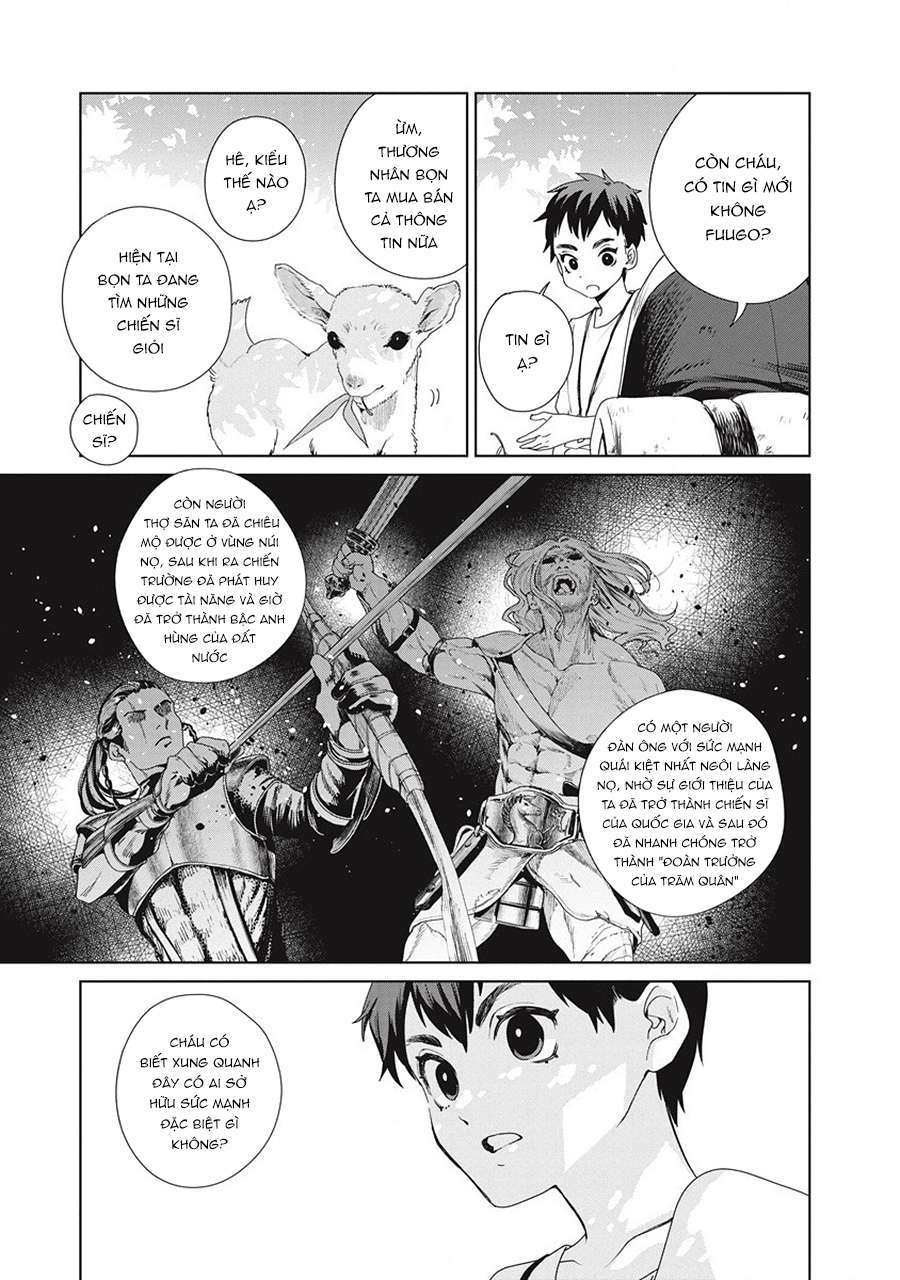 CÒN CHÁU,
CÓ TIN GÌ MỚI
KHÔNG
FUUGO?
TIN GÌ
Ạ?
ỪM,
THƯƠNG
NHÂN BỌN
TA MUA BÁN
CẢ THÔNG
TIN NỮA
HÊ, KIỂU
THẾ NÀO
Ạ?
HIỆN TẠI
BỌN TA ĐANG
TÌM NHỮNG
CHIẾN SĨ
GIỎI
CHIẾN
SĨ?
CÓ MỘT NGƯỜI
ĐÀN ÔNG VỚI SỨC MẠNH
QUÁI KIỆT NHẤT NGÔI LÀNG
NỌ, NHỜ SỰ GIỚI THIỆU CỦA
TA ĐÃ TRỞ THÀNH CHIẾN SĨ
CỦA QUỐC GIA VÀ SAU ĐÓ
ĐÃ NHANH CHÓNG TRỞ
THÀNH "ĐOÀN TRƯỞNG
CỦA TRĂM QUÂN"
CÒN NGƯỜI
THỢ SĂN TA ĐÃ CHIÊU
MỘ ĐƯỢC Ở VÙNG NÚI
NỌ, SAU KHI RA CHIẾN
TRƯỜNG ĐÃ PHÁT HUY
ĐƯỢC TÀI NĂNG VÀ GIỜ
ĐÃ TRỞ THÀNH BẬC ANH
HÙNG CỦA ĐẤT
NƯỚC
CHÁU CÓ
BIẾT XUNG QUANH
ĐÂY CÓ AI SỞ
HỮU SỨC MẠNH
ĐẶC BIỆT GÌ
KHÔNG?